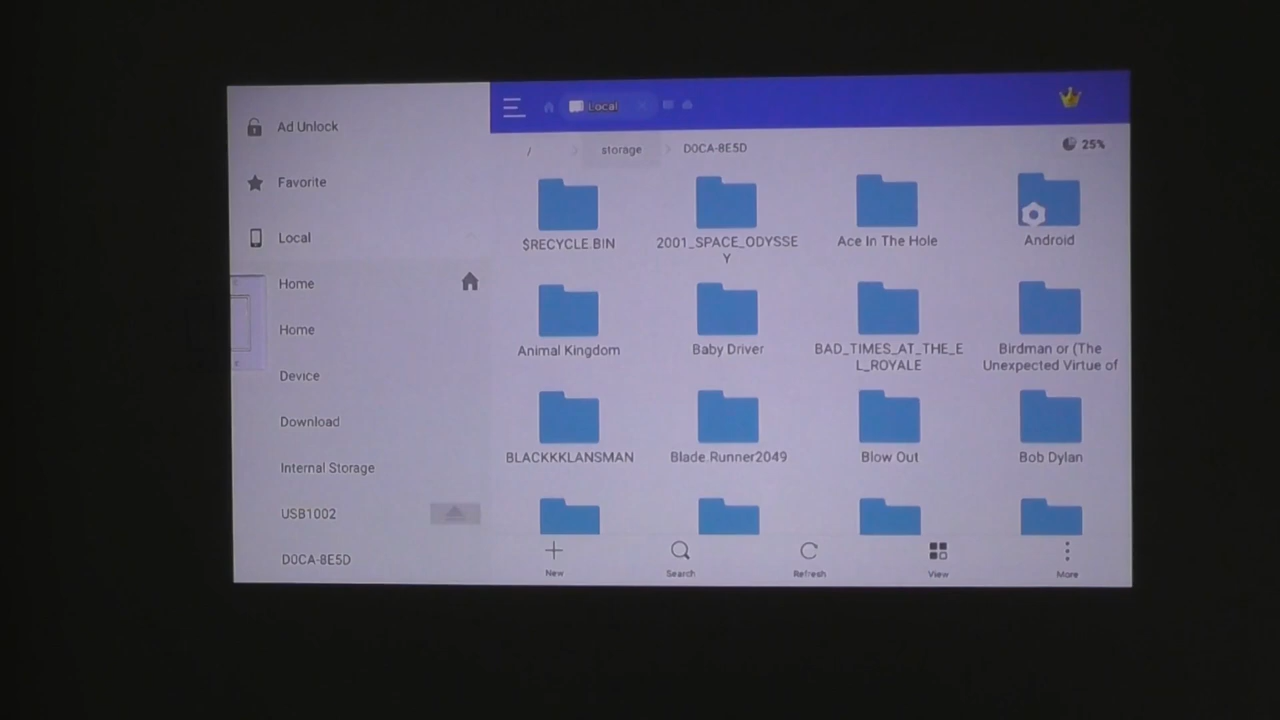 Ad Unlock
Favorite
Local
Home
Home
Device
Download
Internal Storage
USB1002
D0CA-8E5D
Local
/ storage D0CA-8E5D
25%
$RECYCLE.BIN
2001_SPACE_ODYSSE
Y
Ace In The Hole
Android
Animal Kingdom
Baby Driver
BAD_TIMES_AT_THE_E
L_ROYALE
Birdman or (The
Unexpected Virtue of
BLACKKKLANSMAN
Blade.Runner2049
Blow Out
Bob Dylan
New
Search
Refresh
View
More